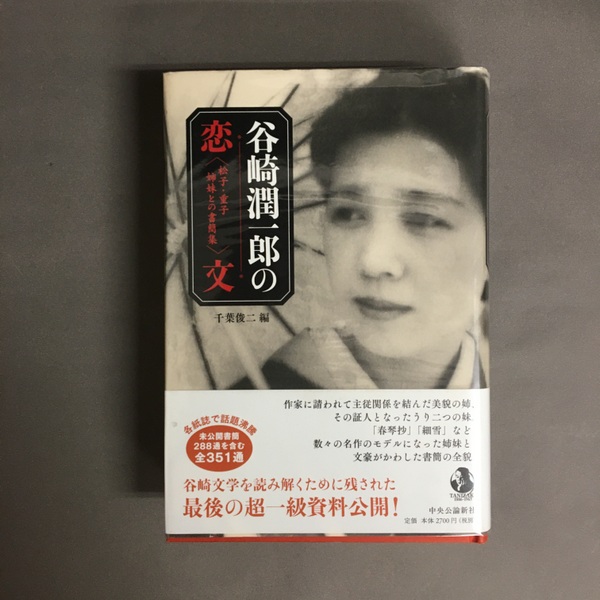 谷崎潤一郎の
恋文
〈松子・重子
姉妹との書簡集〉
千葉俊二 編
各紙誌で話題沸騰
未公開書簡
288通を含む
全351通
作家に請われて主従関係を結んだ美貌の姉、
その証人となったうり二つの妹
「春琴抄」「細雪」など
数々の名作のモデルになった姉妹と
文豪がかわした書簡の全貌
谷崎文学を読み解くために残された
最後の超一級資料公開!
中央公論新社
定価 本体2700円(税別